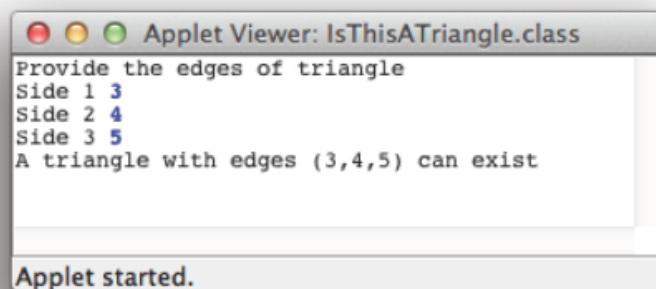 Applet Viewer: IsThisATriangle.class
Provide the edges of triangle
Side 1 3
Side 2 4
Side 3 5
A triangle with edges (3,4,5) can exist
Applet started.